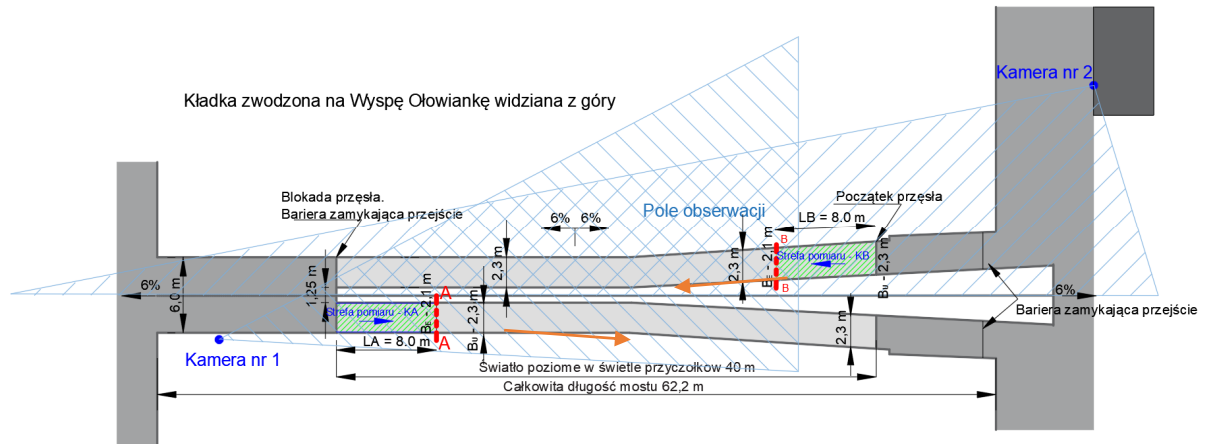 Kamera nr 2
Kładka zwodzona na Wyspę Ołowiankę widziana z góry
Blokada przęsła.
Bariera zamykająca przejście
Początek przęsła
Pole obserwacji
LB = 8.0 m
6% 6%
B
2,3 m
2,3 m
BE - 2,1 m
Strefa pomiaru - KB
BU - 2,3 m
B
6,0 m
1,25 m
6%
6%
A
BE - 2,1 m
Strefa pomiaru - KA
BU - 2,3 m
2,3 m
Bariera zamykająca przejście
A
LA = 8.0 m
Kamera nr 1
Światło poziome w świetle przyczolkow 40 m
Całkowita długość mostu 62,2 m